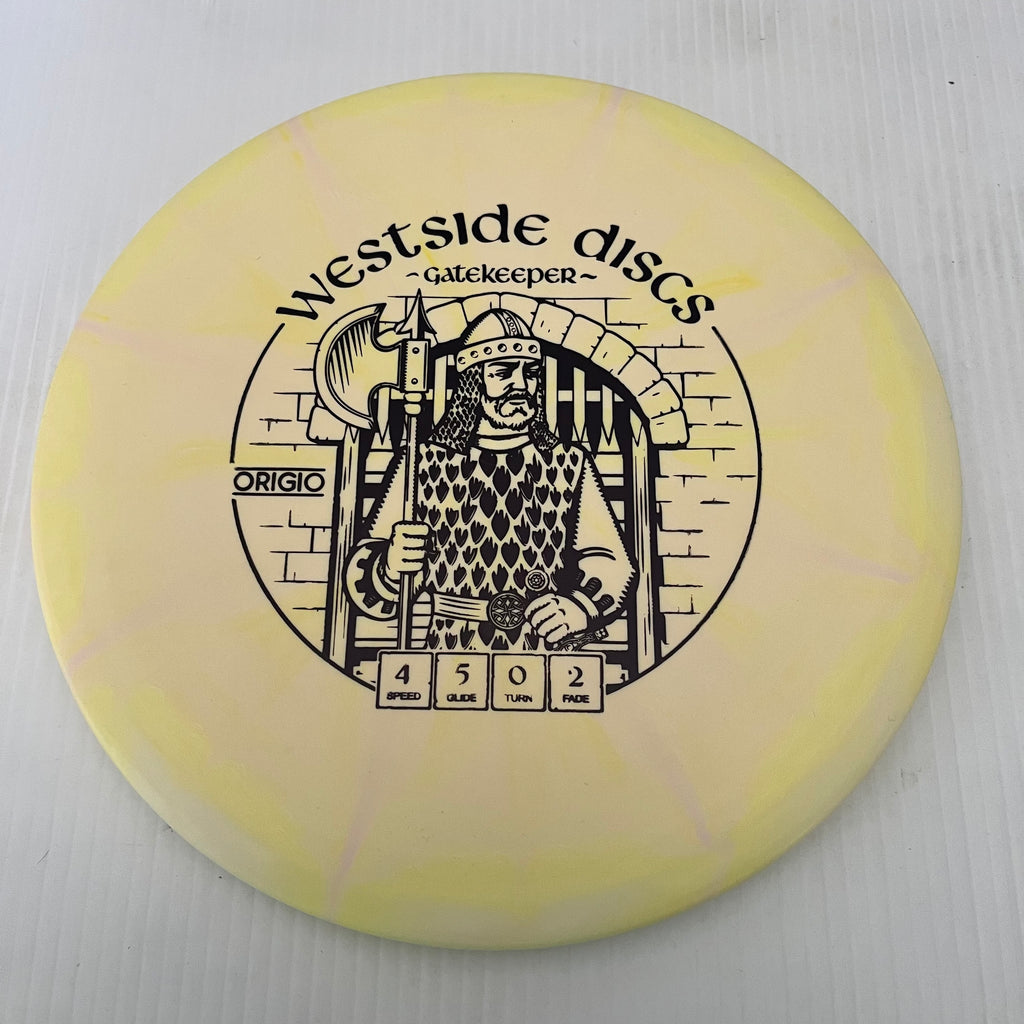 Westside Discs
~Gatekeeper~
ORIGIO
4 5 0 2
SPEED GLIDE TURN FADE